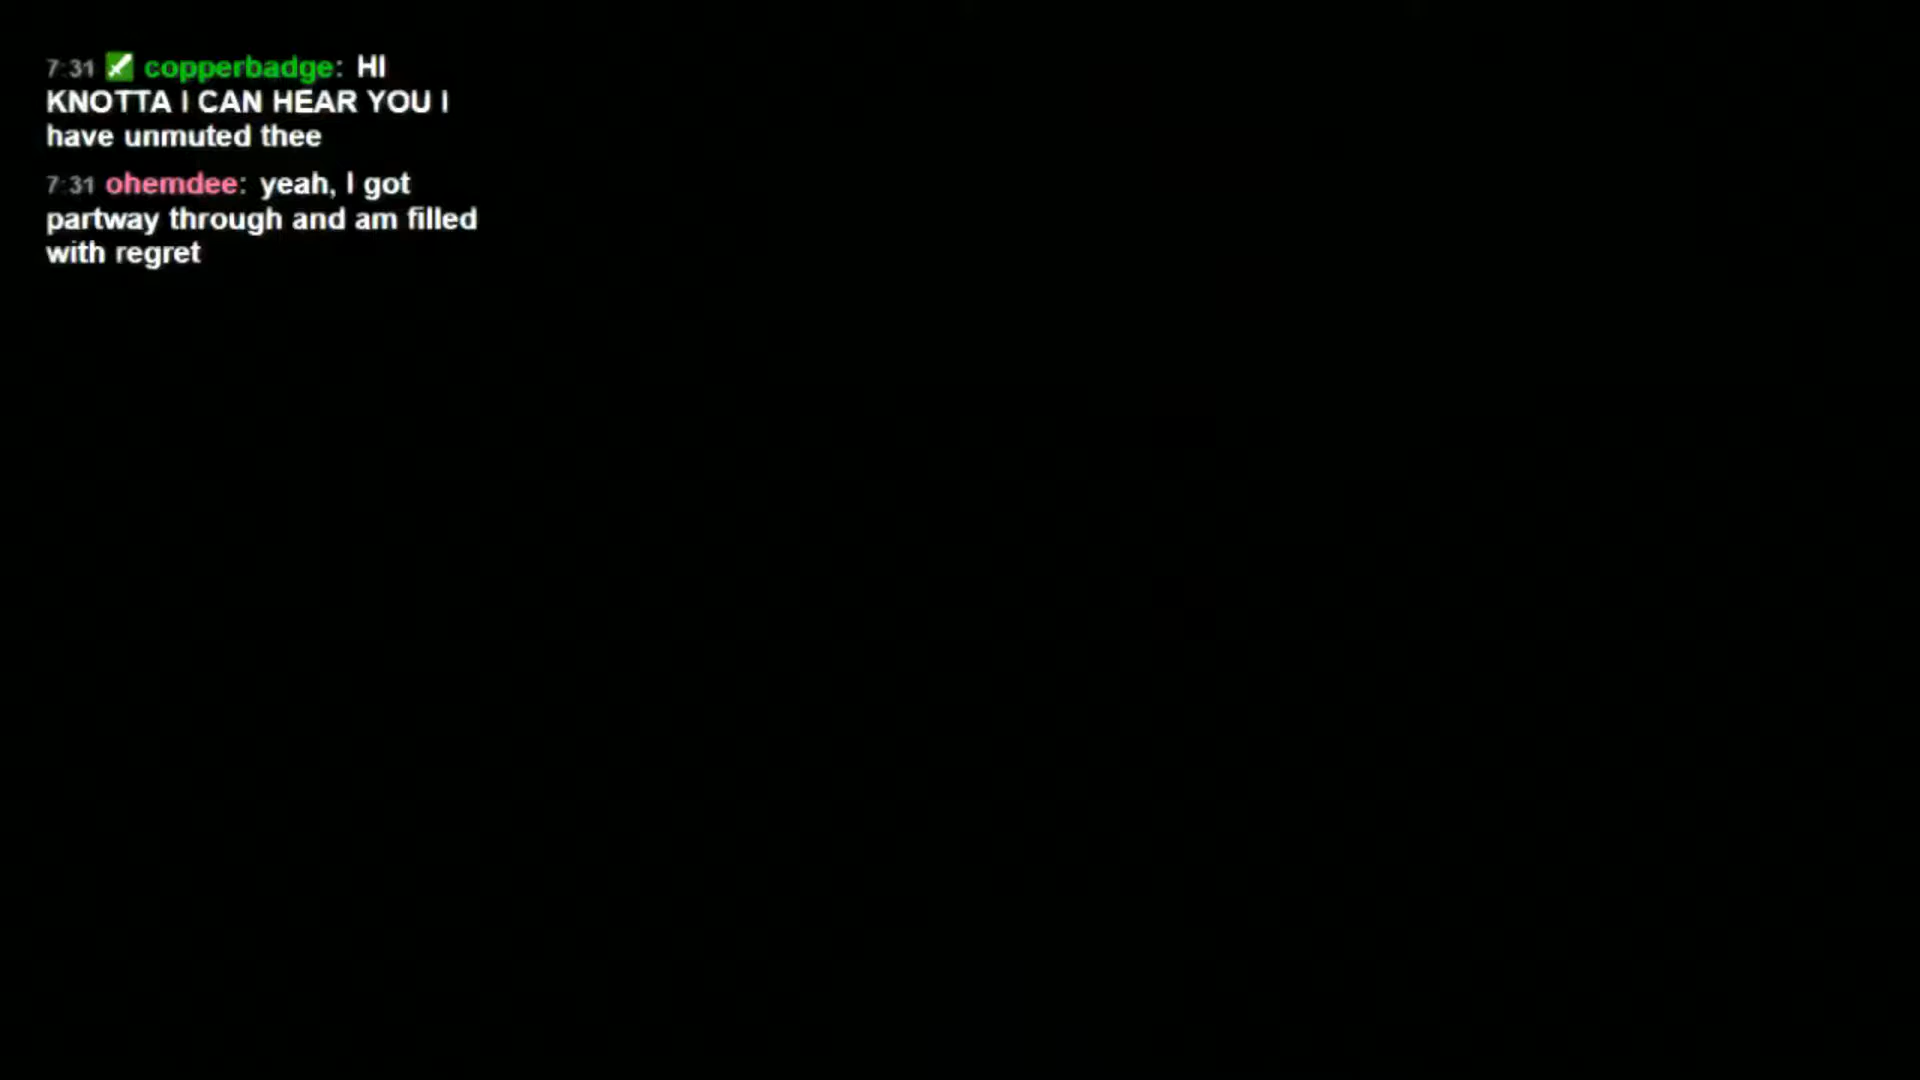 7:31 copperbadge: HI
KNOTTA I CAN HEAR YOU I
have unmuted thee
7:31 ohemdee: yeah, I got
partway through and am filled
with regret